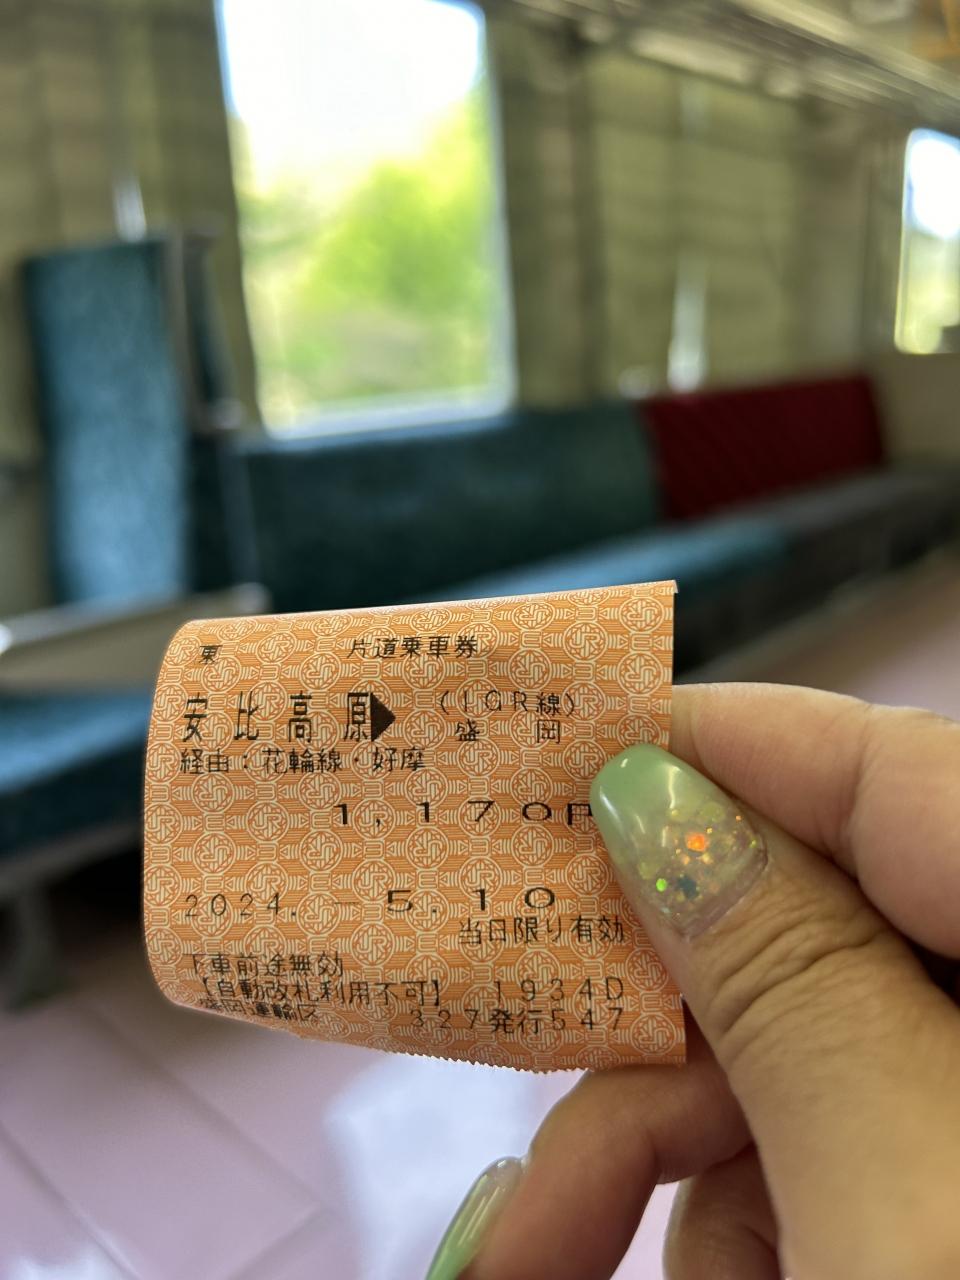 東 片道乗車券
安比高原▶(IGR線)盛岡
経由:花輪線・好摩
1,170円
2024.-5.10
当日限り有効
下車前途無効
【自動改札利用不可】 1934D
盛岡運輸区 327発行547